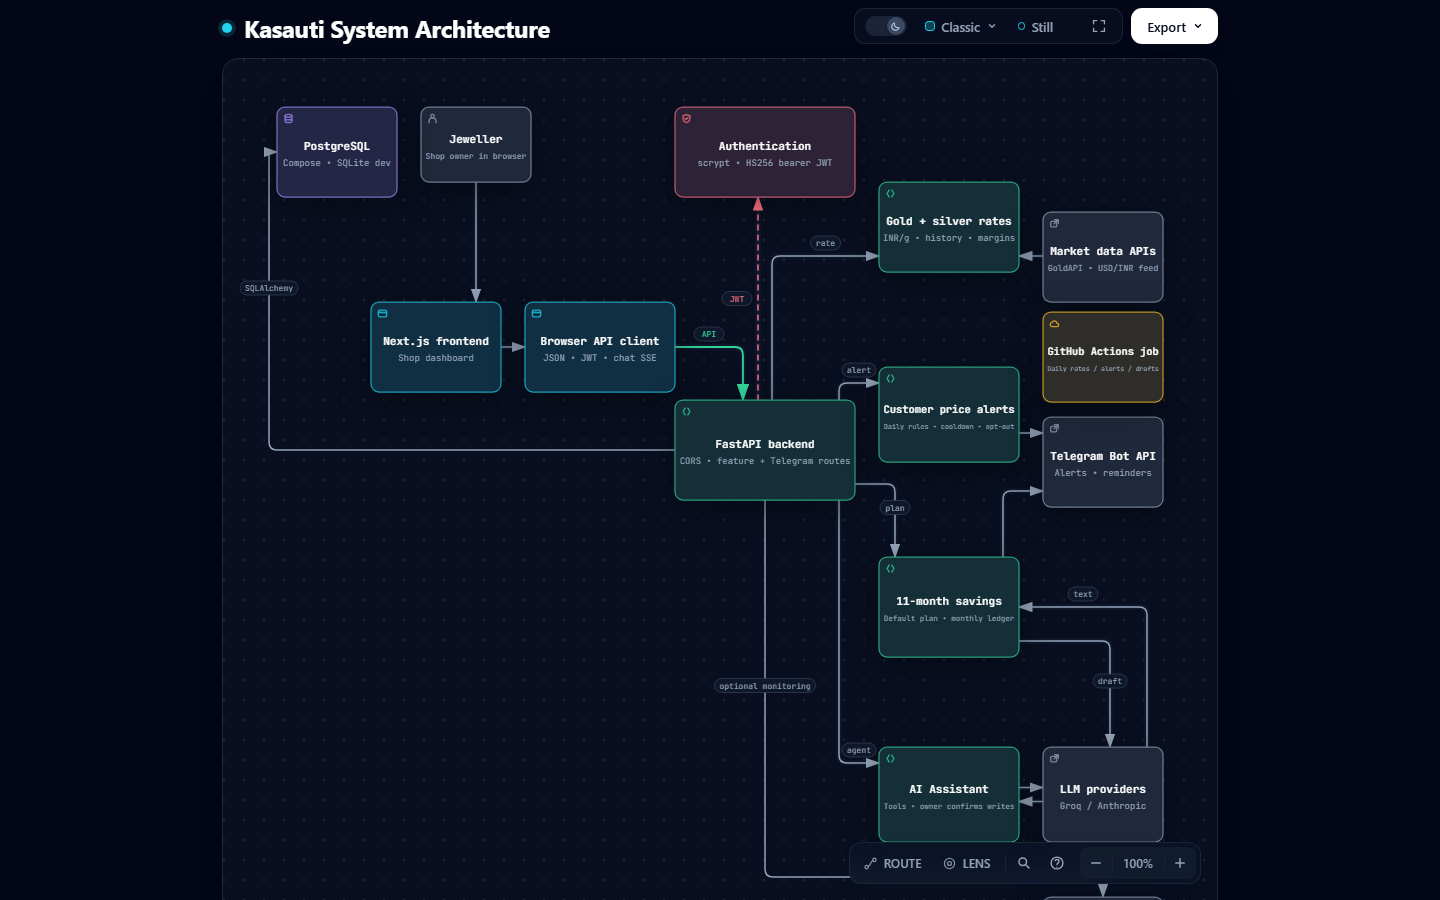 Kasauti System Architecture
Classic
Still
Export
PostgreSQL
Compose • SQLite dev
Jeweller
Shop owner in browser
Authentication
scrypt • HS256 bearer JWT
Gold + silver rates
INR/g • history • margins
Market data APIs
GoldAPI • USD/INR feed
rate
SQLAlchemy
JWT
Next.js frontend
Shop dashboard
Browser API client
JSON • JWT • chat SSE
API
GitHub Actions job
Daily rates / alerts / drafts
alert
Customer price alerts
Daily rules • cooldown • opt-out
FastAPI backend
CORS • feature + Telegram routes
Telegram Bot API
Alerts • reminders
plan
11-month savings
Default plan • monthly ledger
text
draft
optional monitoring
agent
AI Assistant
Tools • owner confirms writes
LLM providers
Groq / Anthropic
ROUTE
LENS
100%